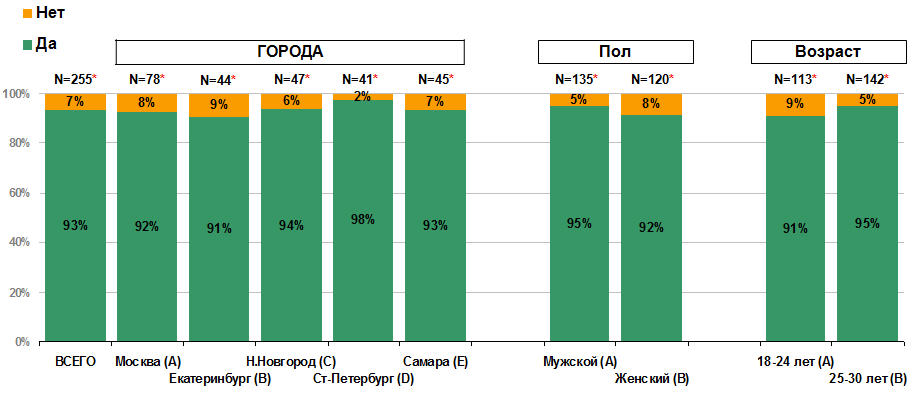 Нет
Да
ГОРОДА
Пол
Возраст
N=255* N=78* N=44* N=47* N=41* N=45* N=135* N=120* N=113* N=142*
100%
7% 8% 9% 6% 2% 7% 5% 8% 9% 5%
80%
60%
93% 92% 91% 94% 98% 93% 95% 92% 91% 95%
40%
20%
0%
ВСЕГО Москва (A) Н.Новгород (C) Самара (E) Мужской (A) 18-24 лет (A)
Екатеринбург (B) Ст-Петербург (D) Женский (B) 25-30 лет (B)